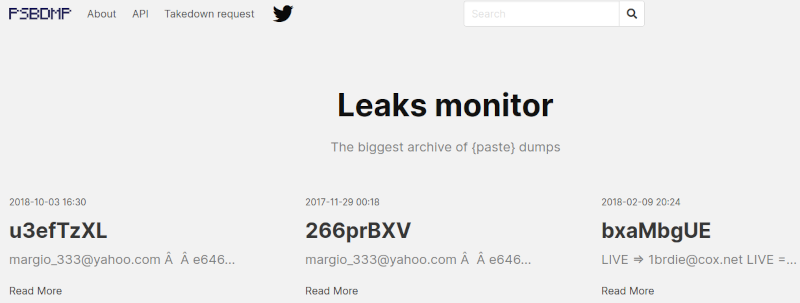 PSBDMP About API Takedown request Search
Leaks monitor
The biggest archive of {paste} dumps
2018-10-03 16:30
u3efTzXL
margio_333@yahoo.com Â Â e646...
Read More
2017-11-29 00:18
266prBXV
margio_333@yahoo.com Â Â e646...
Read More
2018-02-09 20:24
bxaMbgUE
LIVE => 1brdie@cox.net LIVE =...
Read More